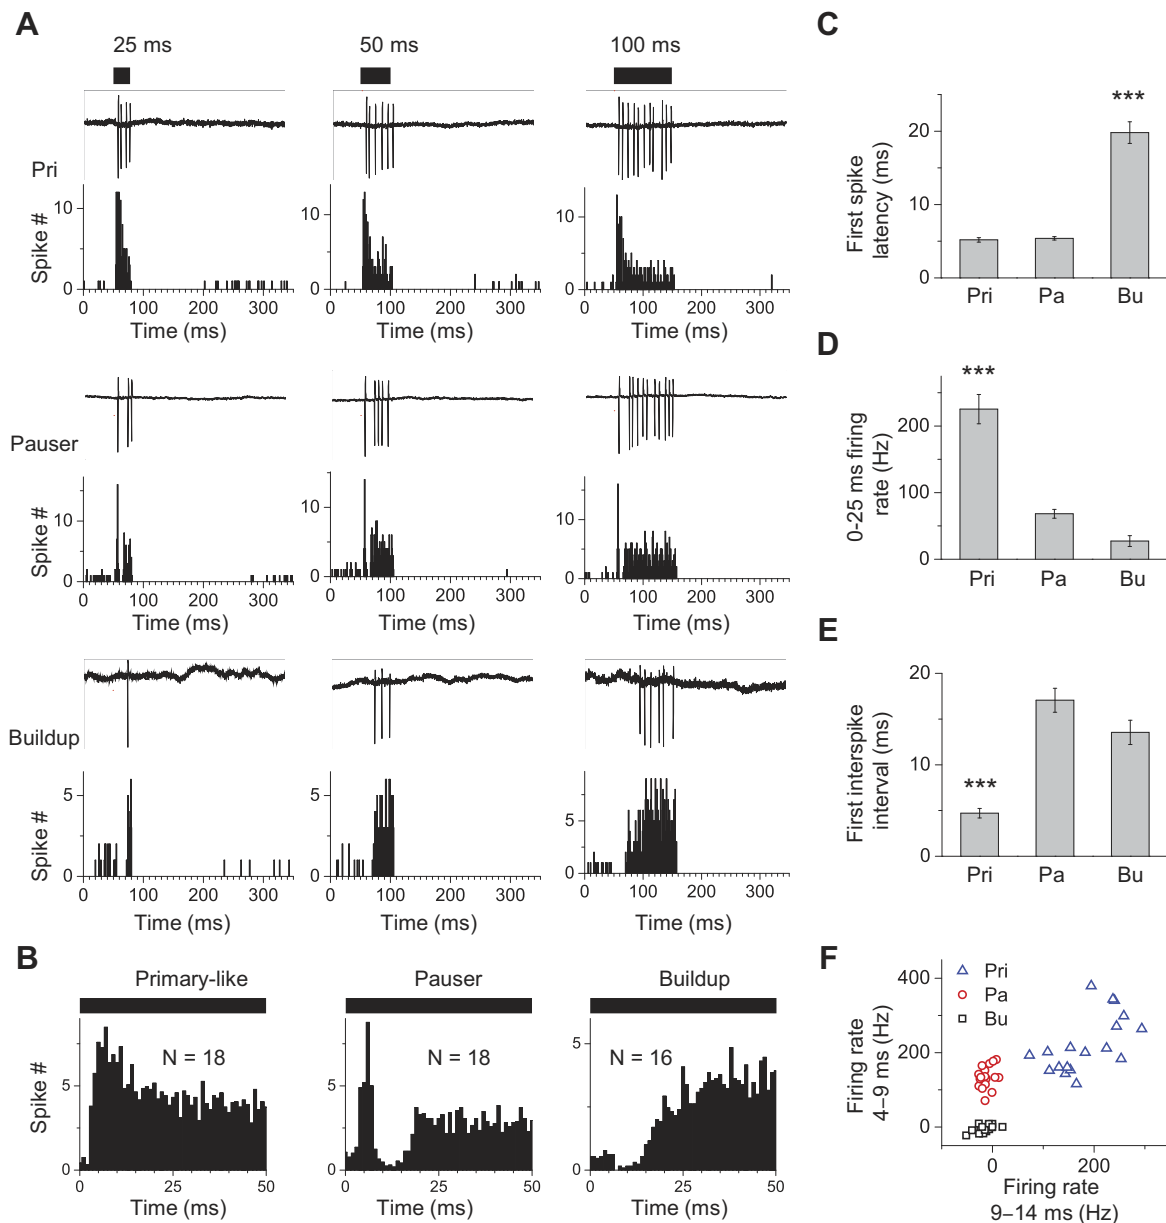 A
25 ms
50 ms
100 ms
Pri
Spike #
10
0
0 100 200 300
Time (ms)
10
0
0 100 200 300
Time (ms)
10
0
0 100 200 300
Time (ms)
Pauser
Spike #
10
0
0 100 200 300
Time (ms)
10
0
0 100 200 300
Time (ms)
10
0
0 100 200 300
Time (ms)
Buildup
Spike #
5
0
0 100 200 300
Time (ms)
5
0
0 100 200 300
Time (ms)
5
0
0 100 200 300
Time (ms)
B
Primary-like
N = 18
Spike #
5
0
0 25 50
Time (ms)
Pauser
N = 18
5
0
0 25 50
Time (ms)
Buildup
N = 16
5
0
0 25 50
Time (ms)
C
First spike
latency (ms)
20
10
0
***
Pri Pa Bu
D
0-25 ms firing
rate (Hz)
200
100
0
***
Pri Pa Bu
E
First interspike
interval (ms)
20
10
0
***
Pri Pa Bu
F
Pri
Pa
Bu
Firing rate
4–9 ms (Hz)
400
200
0
0 200
Firing rate
9–14 ms (Hz)